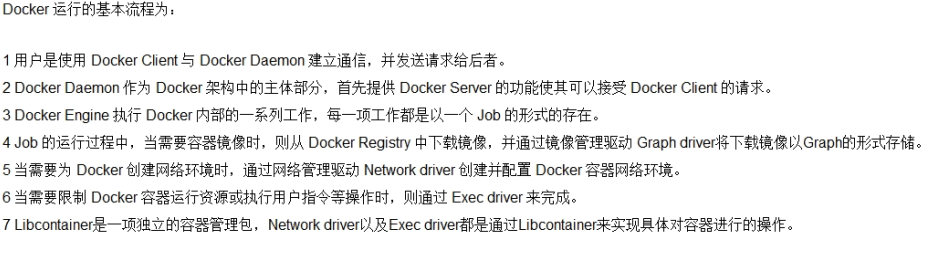 Docker 运行的基本流程为：
1 用户是使用 Docker Client 与 Docker Daemon 建立通信，并发送请求给后者。
2 Docker Daemon 作为 Docker 架构中的主体部分，首先提供 Docker Server 的功能使其可以接受 Docker Client 的请求。
3 Docker Engine 执行 Docker 内部的一系列工作，每一项工作都是以一个 Job 的形式的存在。
4 Job 的运行过程中，当需要容器镜像时，则从 Docker Registry 中下载镜像，并通过镜像管理驱动 Graph driver将下载镜像以Graph的形式存储。
5 当需要为 Docker 创建网络环境时，通过网络管理驱动 Network driver 创建并配置 Docker 容器网络环境。
6 当需要限制 Docker 容器运行资源或执行用户指令等操作时，则通过 Exec driver 来完成。
7 Libcontainer是一项独立的容器管理包，Network driver以及Exec driver都是通过Libcontainer来实现具体对容器进行的操作。